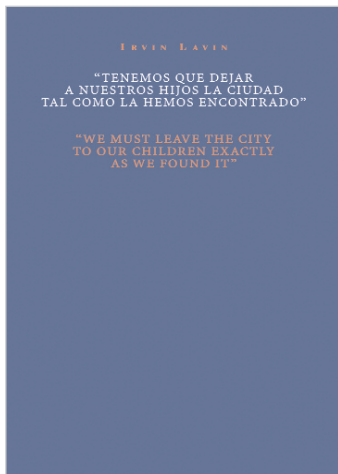 Irvin Lavin
“TENEMOS QUE DEJAR
A NUESTROS HIJOS LA CIUDAD
TAL COMO LA HEMOS ENCONTRADO”
“WE MUST LEAVE THE CITY
TO OUR CHILDREN EXACTLY
AS WE FOUND IT”